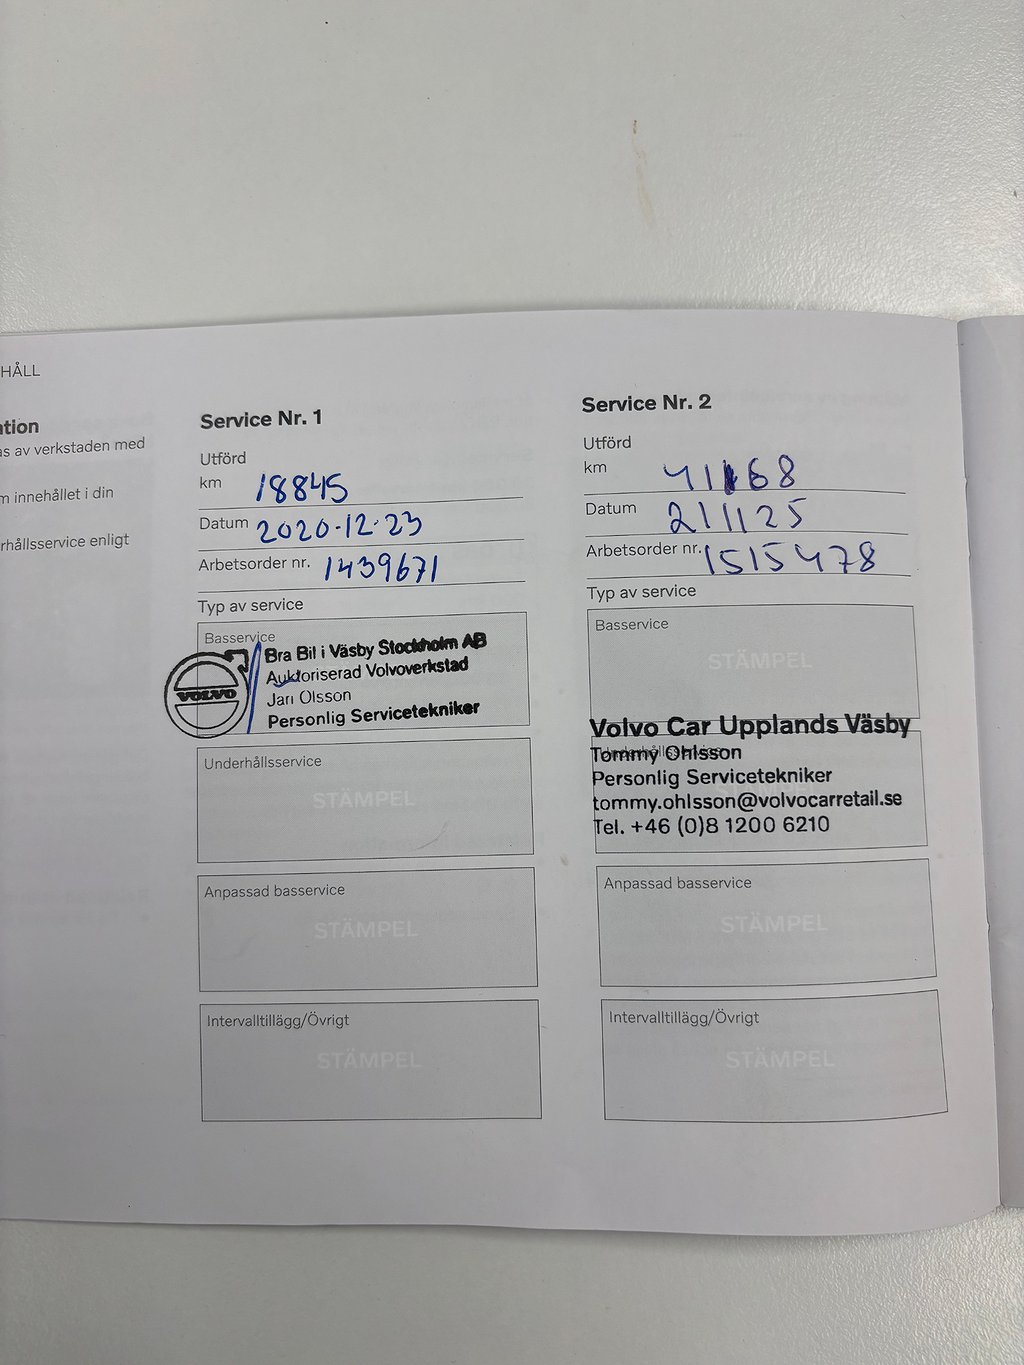 HÅLL
tion
as av verkstaden med
m innehållet i din
rhållsservice enligt
Service Nr. 1
Utförd
km 18845
Datum 2020-12-23
Arbetsorder nr. 1439671
Typ av service
Basservice
VOLVO
Bra Bil i Väsby Stockholm AB
Auktoriserad Volvoverkstad
Jari Olsson
Personlig Servicetekniker
Underhållsservice
STÄMPEL
Anpassad basservice
STÄMPEL
Intervalltillägg/Övrigt
STÄMPEL
Service Nr. 2
Utförd
km 41168
Datum 211125
Arbetsorder nr. 1515478
Typ av service
Basservice
STÄMPEL
Volvo Car Upplands Väsby
Underhållsservice
Tommy Ohlsson
Personlig Servicetekniker
tommy.ohlsson@volvocarretail.se
Tel. +46 (0)8 1200 6210
Anpassad basservice
STÄMPEL
Intervalltillägg/Övrigt
STÄMPEL